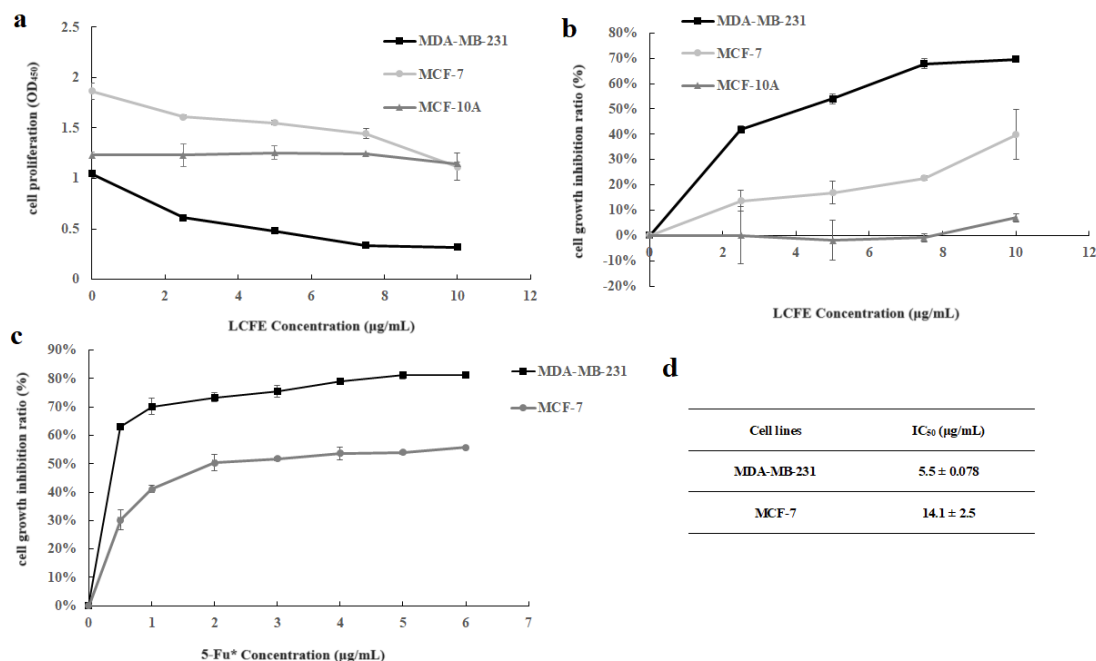 a
MDA-MB-231
MCF-7
MCF-10A
cell proliferation (OD₄₅₀)
2.5
2
1.5
1
0.5
0
0 2 4 6 8 10 12
LCFE Concentration (μg/mL)
b
MDA-MB-231
MCF-7
MCF-10A
cell growth inhibition ratio (%)
80%
70%
60%
50%
40%
30%
20%
10%
0%
-10%
-20%
0 2 4 6 8 10 12
LCFE Concentration (μg/mL)
c
MDA-MB-231
MCF-7
cell growth inhibition ratio (%)
90%
80%
70%
60%
50%
40%
30%
20%
10%
0%
0 1 2 3 4 5 6 7
5-Fu* Concentration (μg/mL)
d
Cell lines IC₅₀ (μg/mL)
MDA-MB-231 5.5 ± 0.078
MCF-7 14.1 ± 2.5